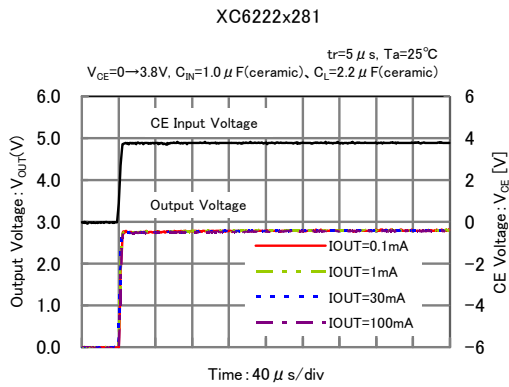 XC6222x281
tr=5μs, Ta=25℃
VCE=0→3.8V, CIN=1.0μF(ceramic)、CL=2.2μF(ceramic)
6.0
5.0
4.0
3.0
2.0
1.0
0.0
Output Voltage: VOUT(V)
CE Input Voltage
Output Voltage
IOUT=0.1mA
IOUT=1mA
IOUT=30mA
IOUT=100mA
6
4
2
0
−2
−4
−6
CE Voltage: VCE [V]
Time: 40μs/div